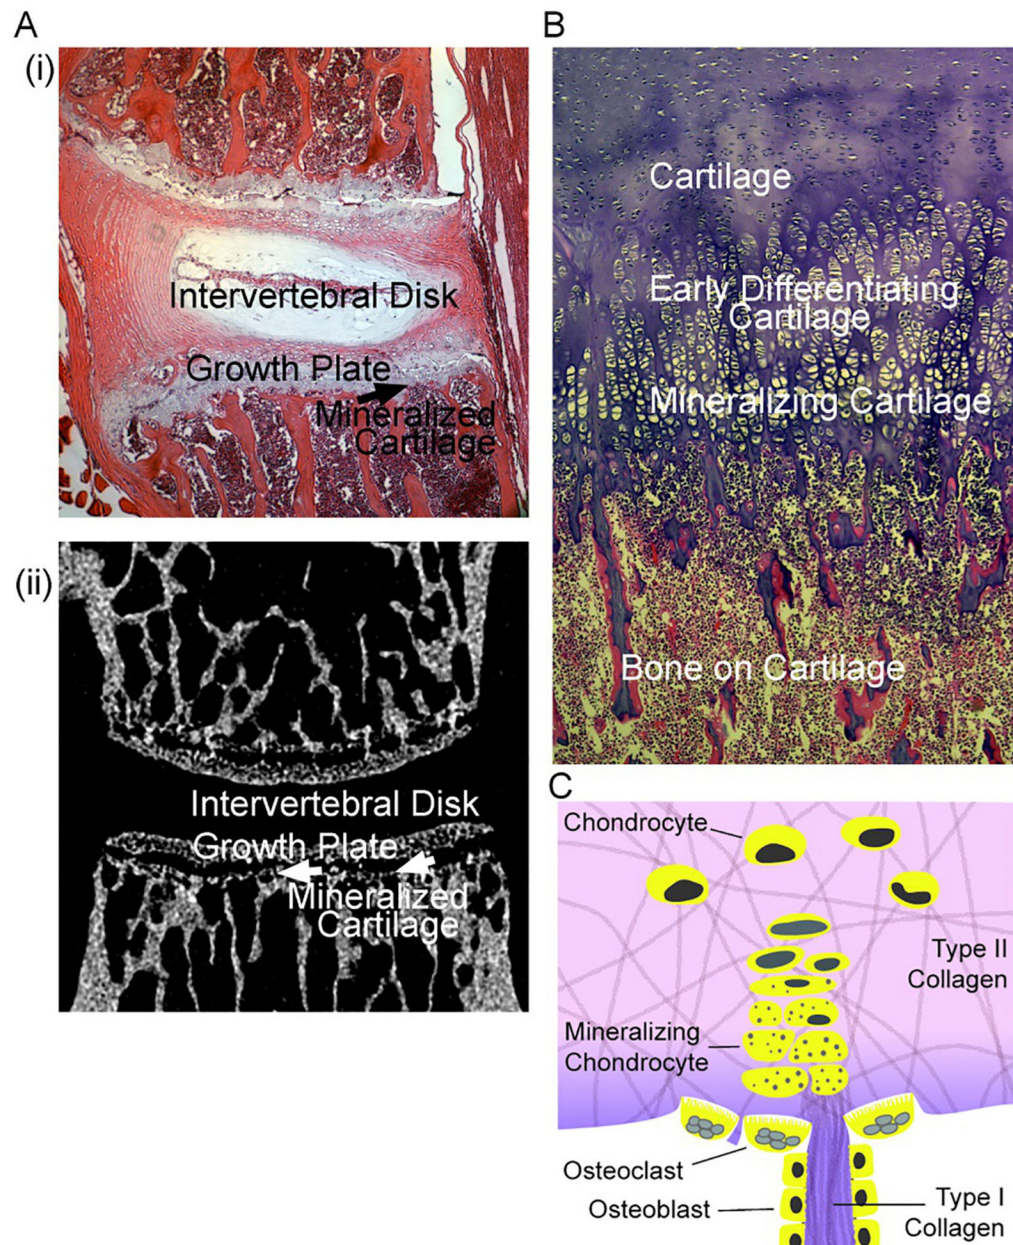 A
(i)
Intervertebral Disk
Growth Plate
Mineralized
Cartilage
(ii)
Intervertebral Disk
Growth Plate
Mineralized
Cartilage
B
Cartilage
Early Differentiating
Cartilage
Mineralizing Cartilage
Bone on Cartilage
C
Chondrocyte
Type II
Collagen
Mineralizing
Chondrocyte
Osteoclast
Osteoblast
Type I
Collagen